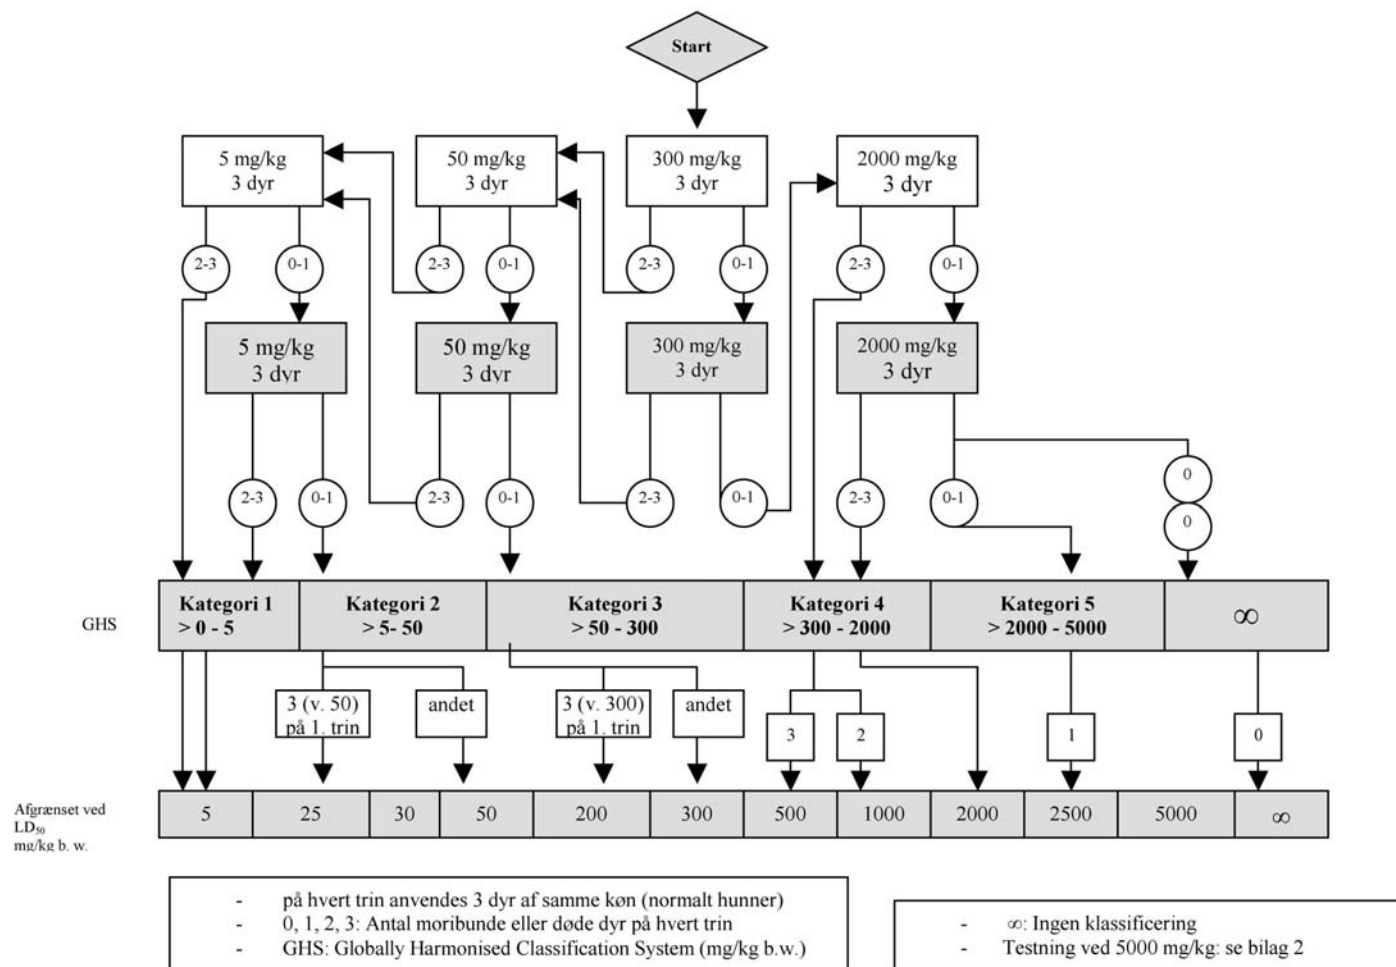 Start
5 mg/kg
3 dyr
50 mg/kg
3 dyr
300 mg/kg
3 dyr
2000 mg/kg
3 dyr
2-3
0-1
2-3
0-1
2-3
0-1
2-3
0-1
5 mg/kg
3 dyr
50 mg/kg
3 dyr
300 mg/kg
3 dyr
2000 mg/kg
3 dyr
2-3
0-1
2-3
0-1
2-3
0-1
2-3
0-1
0
0
GHS
Kategori 1
> 0 - 5
Kategori 2
> 5- 50
Kategori 3
> 50 - 300
Kategori 4
> 300 - 2000
Kategori 5
> 2000 - 5000
∞
3 (v. 50)
på 1. trin
andet
3 (v. 300)
på 1. trin
andet
3
2
1
0
Afgrænset ved
LD₅₀
mg/kg b. w.
5
25
30
50
200
300
500
1000
2000
2500
5000
∞
- på hvert trin anvendes 3 dyr af samme køn (normalt hunner)
- 0, 1, 2, 3: Antal moribunde eller døde dyr på hvert trin
- GHS: Globally Harmonised Classification System (mg/kg b.w.)
- ∞: Ingen klassificering
- Testning ved 5000 mg/kg: se bilag 2